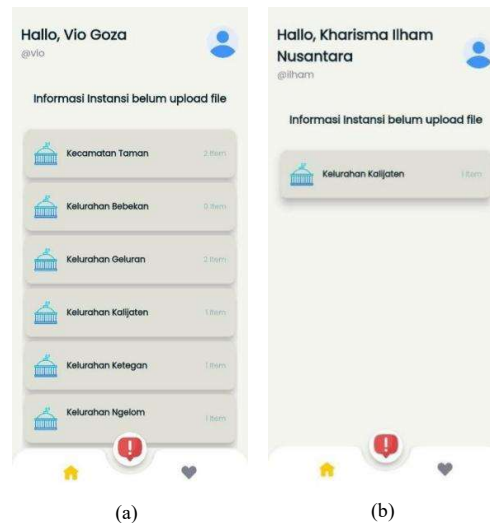 Hallo, Vio Goza
@vio
Informasi Instansi belum upload file
Kecamatan Taman 2 Item
Kelurahan Bebekan 0 Item
Kelurahan Geluran 2 Item
Kelurahan Kalijaten 1 Item
Kelurahan Ketegan 1 Item
Kelurahan Ngelom 1 Item
(a)
Hallo, Kharisma Ilham
Nusantara
@ilham
Informasi Instansi belum upload file
Kelurahan Kalijaten 1 Item
(b)